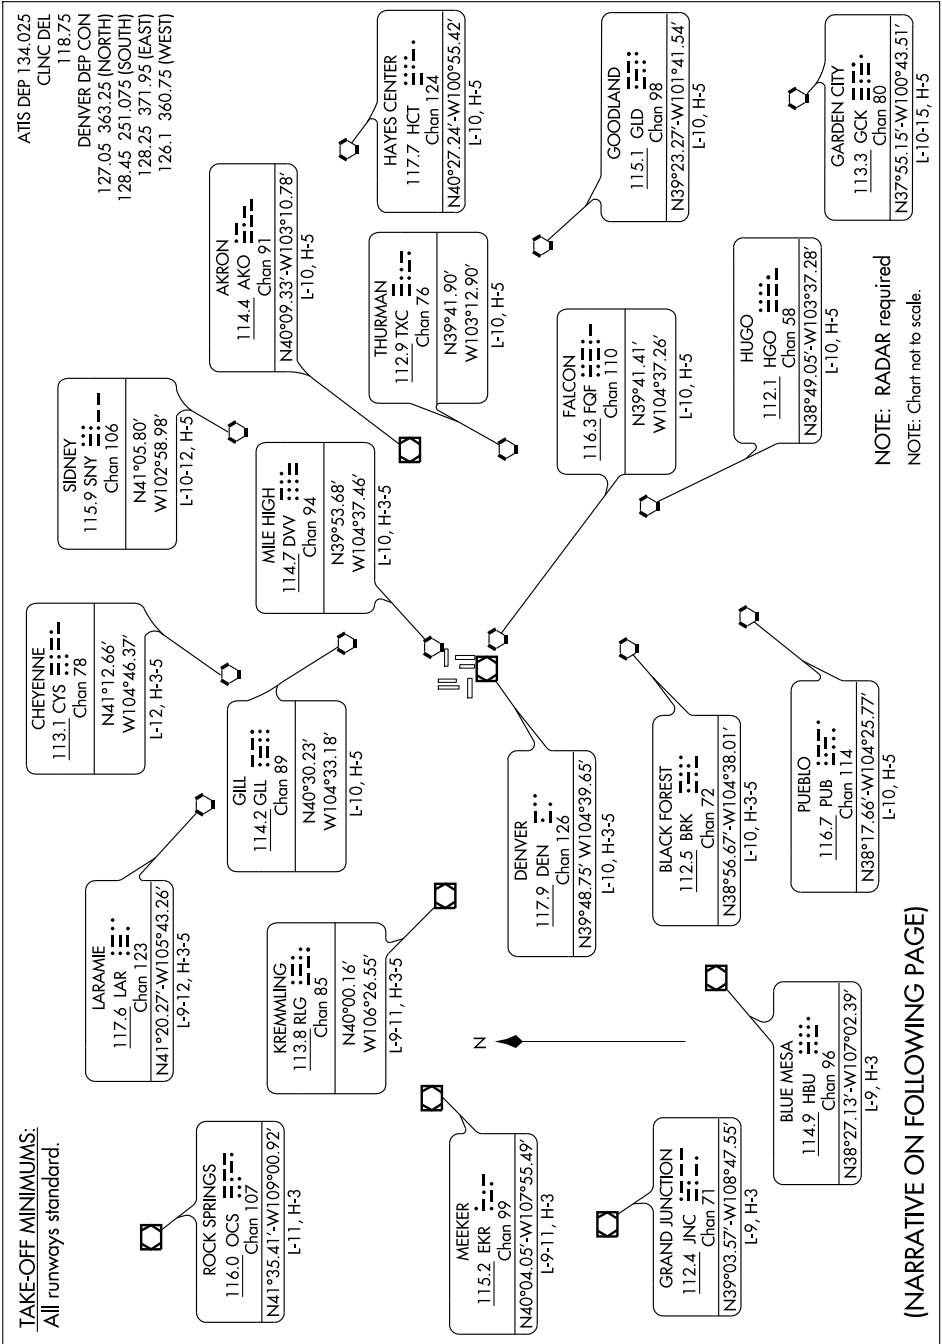 TAKE-OFF MINIMUMS:
All runways standard.
ATIS DEP 134.025
CLNC DEL
118.75
DENVER DEP CON
127.05 363.25 (NORTH)
128.45 251.075 (SOUTH)
128.25 371.95 (EAST)
126.1 360.75 (WEST)
ROCK SPRINGS
116.0 OCS
Chan 107
N41°35.41'-W109°00.92'
L-11, H-3
LARAMIE
117.6 LAR
Chan 123
N41°20.27'-W105°43.26'
L-9-12, H-3-5
CHEYENNE
113.1 CYS
Chan 78
N41°12.66'
W104°46.37'
L-12, H-3-5
SIDNEY
115.9 SNY
Chan 106
N41°05.80'
W102°58.98'
L-10-12, H-5
AKRON
114.4 AKO
Chan 91
N40°09.33'-W103°10.78'
L-10, H-5
HAYES CENTER
117.7 HCT
Chan 124
N40°27.24'-W100°55.42'
L-10, H-5
KREMMLING
113.8 RLG
Chan 85
N40°00.16'
W106°26.55'
L-9-11, H-3-5
GILL
114.2 GLL
Chan 89
N40°30.23'
W104°33.18'
L-10, H-5
MILE HIGH
114.7 DVV
Chan 94
N39°53.68'
W104°37.46'
L-10, H-3-5
THURMAN
112.9 TXC
Chan 76
N39°41.90'
W103°12.90'
L-10, H-5
MEEKER
115.2 EKR
Chan 99
N40°04.05'-W107°55.49'
L-9-11, H-3
N
DENVER
117.9 DEN
Chan 126
N39°48.75' W104°39.65'
L-10, H-3-5
FALCON
116.3 FQF
Chan 110
N39°41.41'
W104°37.26'
L-10, H-5
GOODLAND
115.1 GLD
Chan 98
N39°23.27'-W101°41.54'
L-10, H-5
GRAND JUNCTION
112.4 JNC
Chan 71
N39°03.57'-W108°47.55'
L-9, H-3
BLACK FOREST
112.5 BRK
Chan 72
N38°56.67'-W104°38.01'
L-10, H-3-5
HUGO
112.1 HGO
Chan 58
N38°49.05'-W103°37.28'
L-10, H-5
BLUE MESA
114.9 HBU
Chan 96
N38°27.13'-W107°02.39'
L-9, H-3
PUEBLO
116.7 PUB
Chan 114
N38°17.66'-W104°25.77'
L-10, H-5
GARDEN CITY
113.3 GCK
Chan 80
N37°55.15'-W100°43.51'
L-10-15, H-5
NOTE: RADAR required
NOTE: Chart not to scale.
(NARRATIVE ON FOLLOWING PAGE)